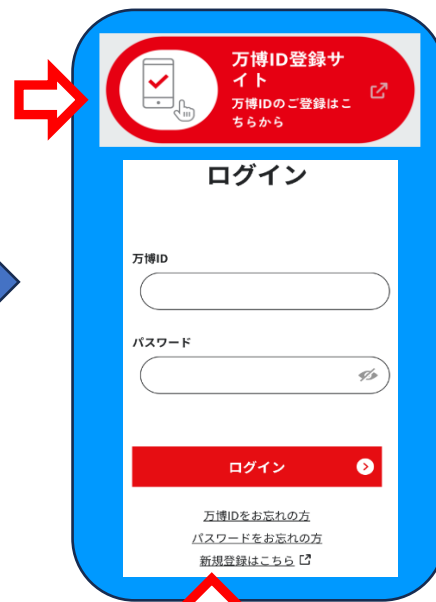 万博ID登録サ
イト
万博IDのご登録はこ
ちらから
ログイン
万博ID
パスワード
ログイン
万博IDをお忘れの方
パスワードをお忘れの方
新規登録はこちら